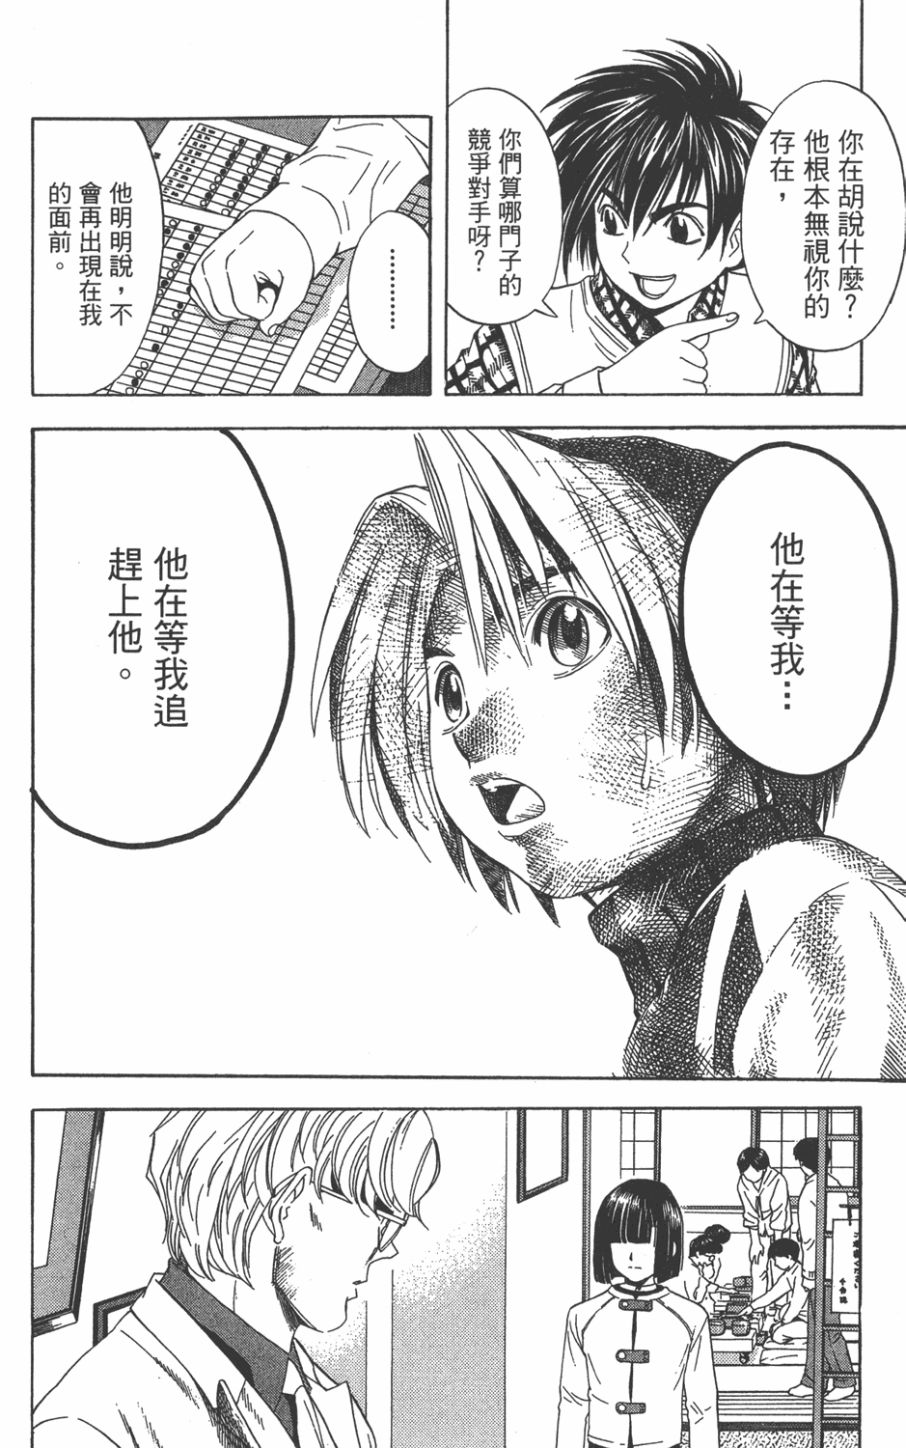 你在胡說什麼?
他根本無視你的
存在,
你們算哪門子的
競爭對手呀?
…………
他明明說,不
會再出現在我
的面前。
他在等我…
他在等我追
趕上他。